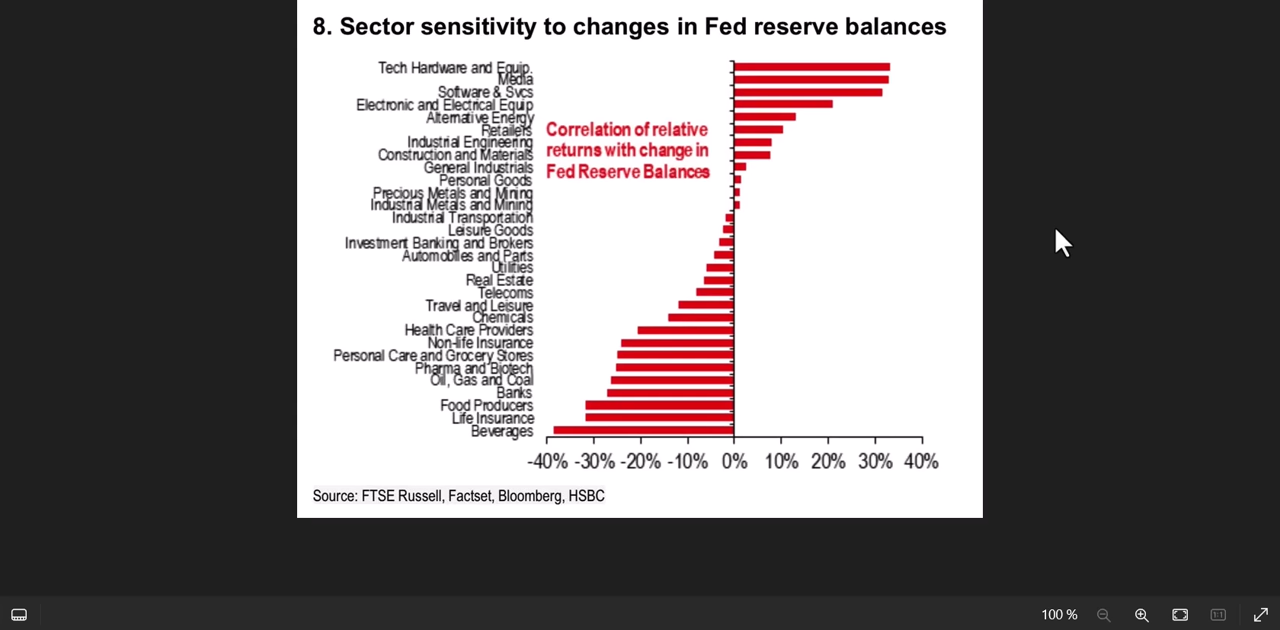 8. Sector sensitivity to changes in Fed reserve balances
Tech Hardware and Equip.
Media
Software & Svcs
Electronic and Electrical Equip
Alternative Energy
Retailers
Industrial Engineering
Construction and Materials
General Industrials
Personal Goods
Precious Metals and Mining
Industrial Metals and Mining
Industrial Transportation
Leisure Goods
Investment Banking and Brokers
Automobiles and Parts
Utilities
Real Estate
Telecoms
Travel and Leisure
Chemicals
Health Care Providers
Non-life Insurance
Personal Care and Grocery Stores
Pharma and Biotech
Oil, Gas and Coal
Banks
Food Producers
Life Insurance
Beverages
Correlation of relative
returns with change in
Fed Reserve Balances
-40% -30% -20% -10% 0% 10% 20% 30% 40%
Source: FTSE Russell, Factset, Bloomberg, HSBC
100 %
1:1